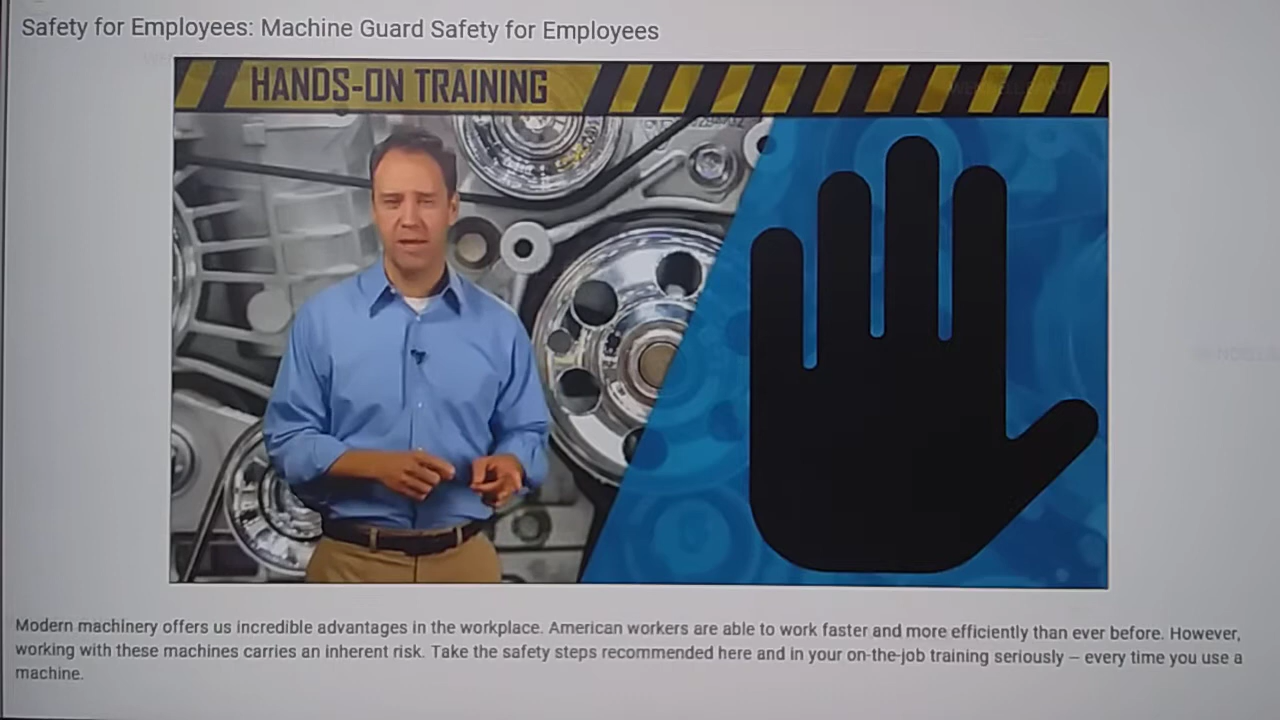 Safety for Employees: Machine Guard Safety for Employees
HANDS-ON TRAINING
Modern machinery offers us incredible advantages in the workplace. American workers are able to work faster and more efficiently than ever before. However,
working with these machines carries an inherent risk. Take the safety steps recommended here and in your on-the-job training seriously – every time you use a
machine.